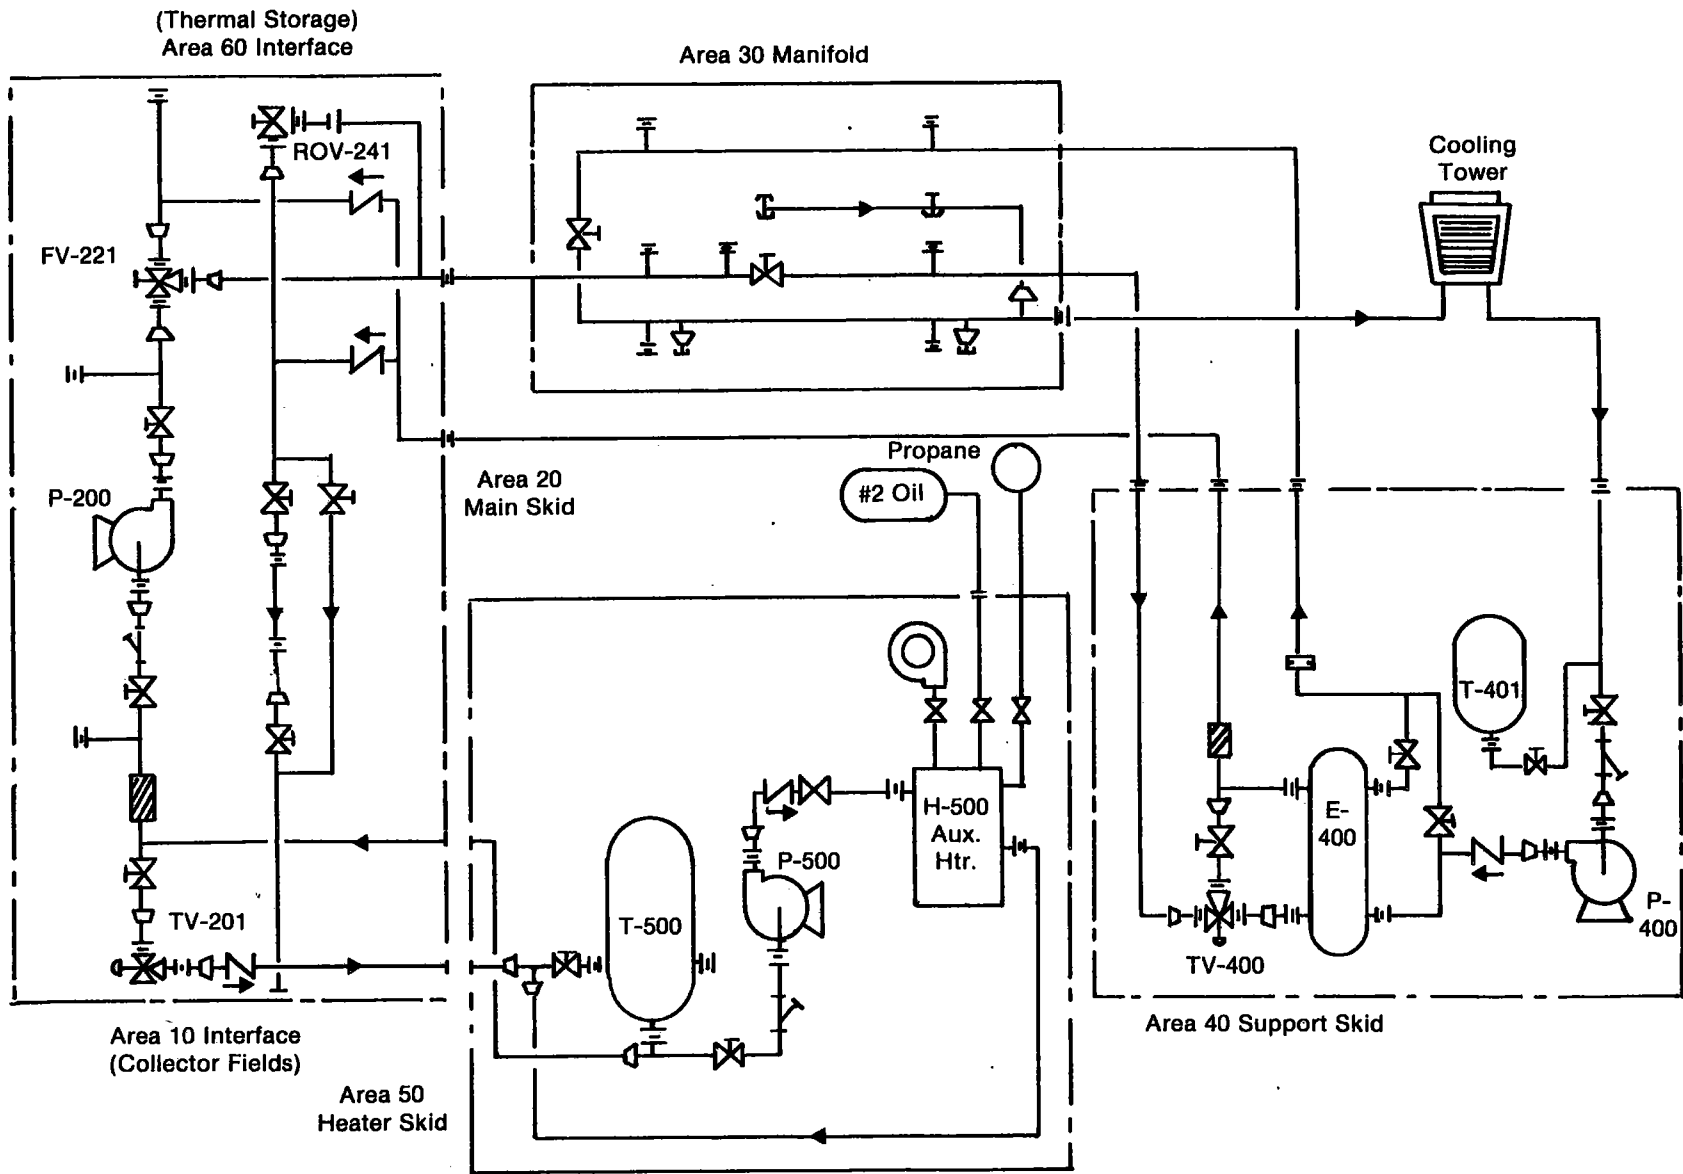 (Thermal Storage)
Area 60 Interface
Area 30 Manifold
ROV-241
Cooling
Tower
FV-221
Propane
#2 Oil
Area 20
Main Skid
P-200
T-401
H-500
Aux.
Htr.
E-
400
P-500
T-500
TV-201
P-
400
TV-400
Area 10 Interface
(Collector Fields)
Area 40 Support Skid
Area 50
Heater Skid